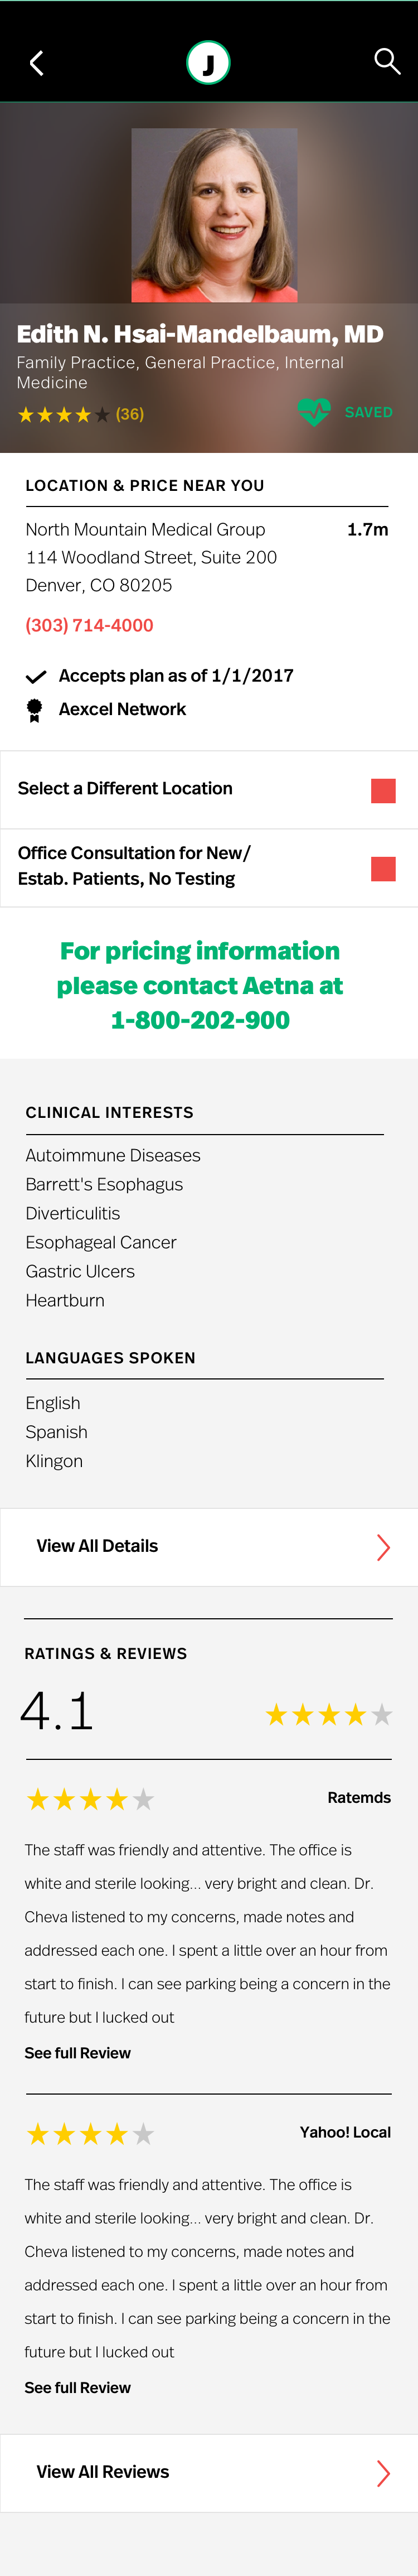 J
Edith N. Hsai-Mandelbaum, MD
Family Practice, General Practice, Internal
Medicine
(36)
SAVED
LOCATION & PRICE NEAR YOU
North Mountain Medical Group 1.7m
114 Woodland Street, Suite 200
Denver, CO 80205
(303) 714-4000
Accepts plan as of 1/1/2017
Aexcel Network
Select a Different Location
Office Consultation for New/
Estab. Patients, No Testing
For pricing information
please contact Aetna at
1-800-202-900
CLINICAL INTERESTS
Autoimmune Diseases
Barrett's Esophagus
Diverticulitis
Esophageal Cancer
Gastric Ulcers
Heartburn
LANGUAGES SPOKEN
English
Spanish
Klingon
View All Details
RATINGS & REVIEWS
4.1
Ratemds
The staff was friendly and attentive. The office is
white and sterile looking... very bright and clean. Dr.
Cheva listened to my concerns, made notes and
addressed each one. I spent a little over an hour from
start to finish. I can see parking being a concern in the
future but I lucked out
See full Review
Yahoo! Local
The staff was friendly and attentive. The office is
white and sterile looking... very bright and clean. Dr.
Cheva listened to my concerns, made notes and
addressed each one. I spent a little over an hour from
start to finish. I can see parking being a concern in the
future but I lucked out
See full Review
View All Reviews